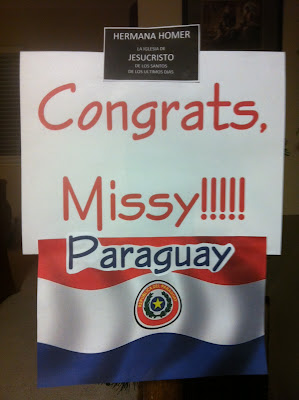 HERMANA HOMER
LA IGLESIA DE
JESUCRISTO
DE LOS SANTOS
DE LOS ÚLTIMOS DÍAS
Congrats,
Missy!!!!!
Paraguay